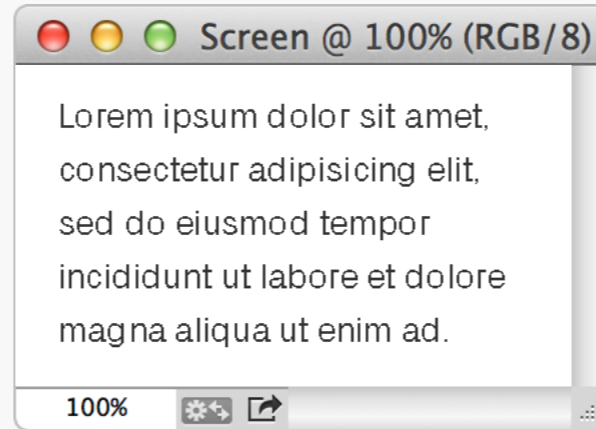 Screen @ 100% (RGB/8)
Lorem ipsum dolor sit amet,
consectetur adipisicing elit,
sed do eiusmod tempor
incididunt ut labore et dolore
magna aliqua ut enim ad.
100%